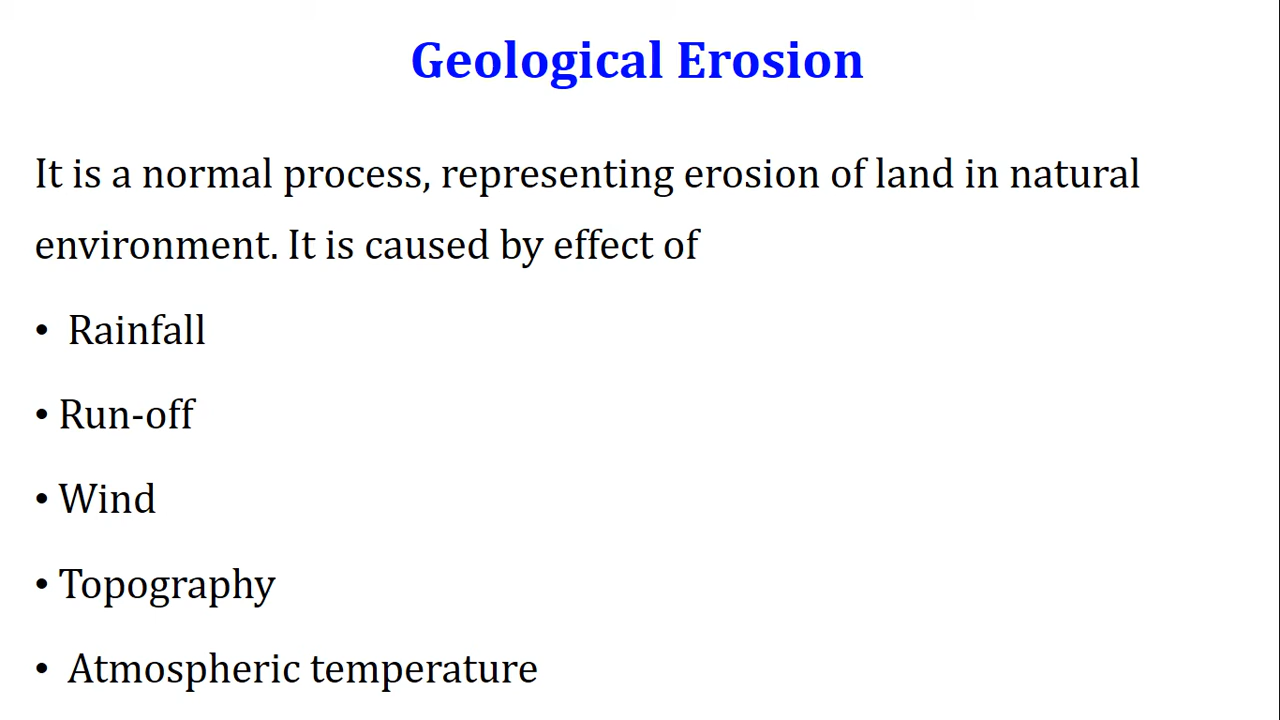 Geological Erosion
It is a normal process, representing erosion of land in natural
environment. It is caused by effect of
• Rainfall
• Run-off
• Wind
• Topography
• Atmospheric temperature